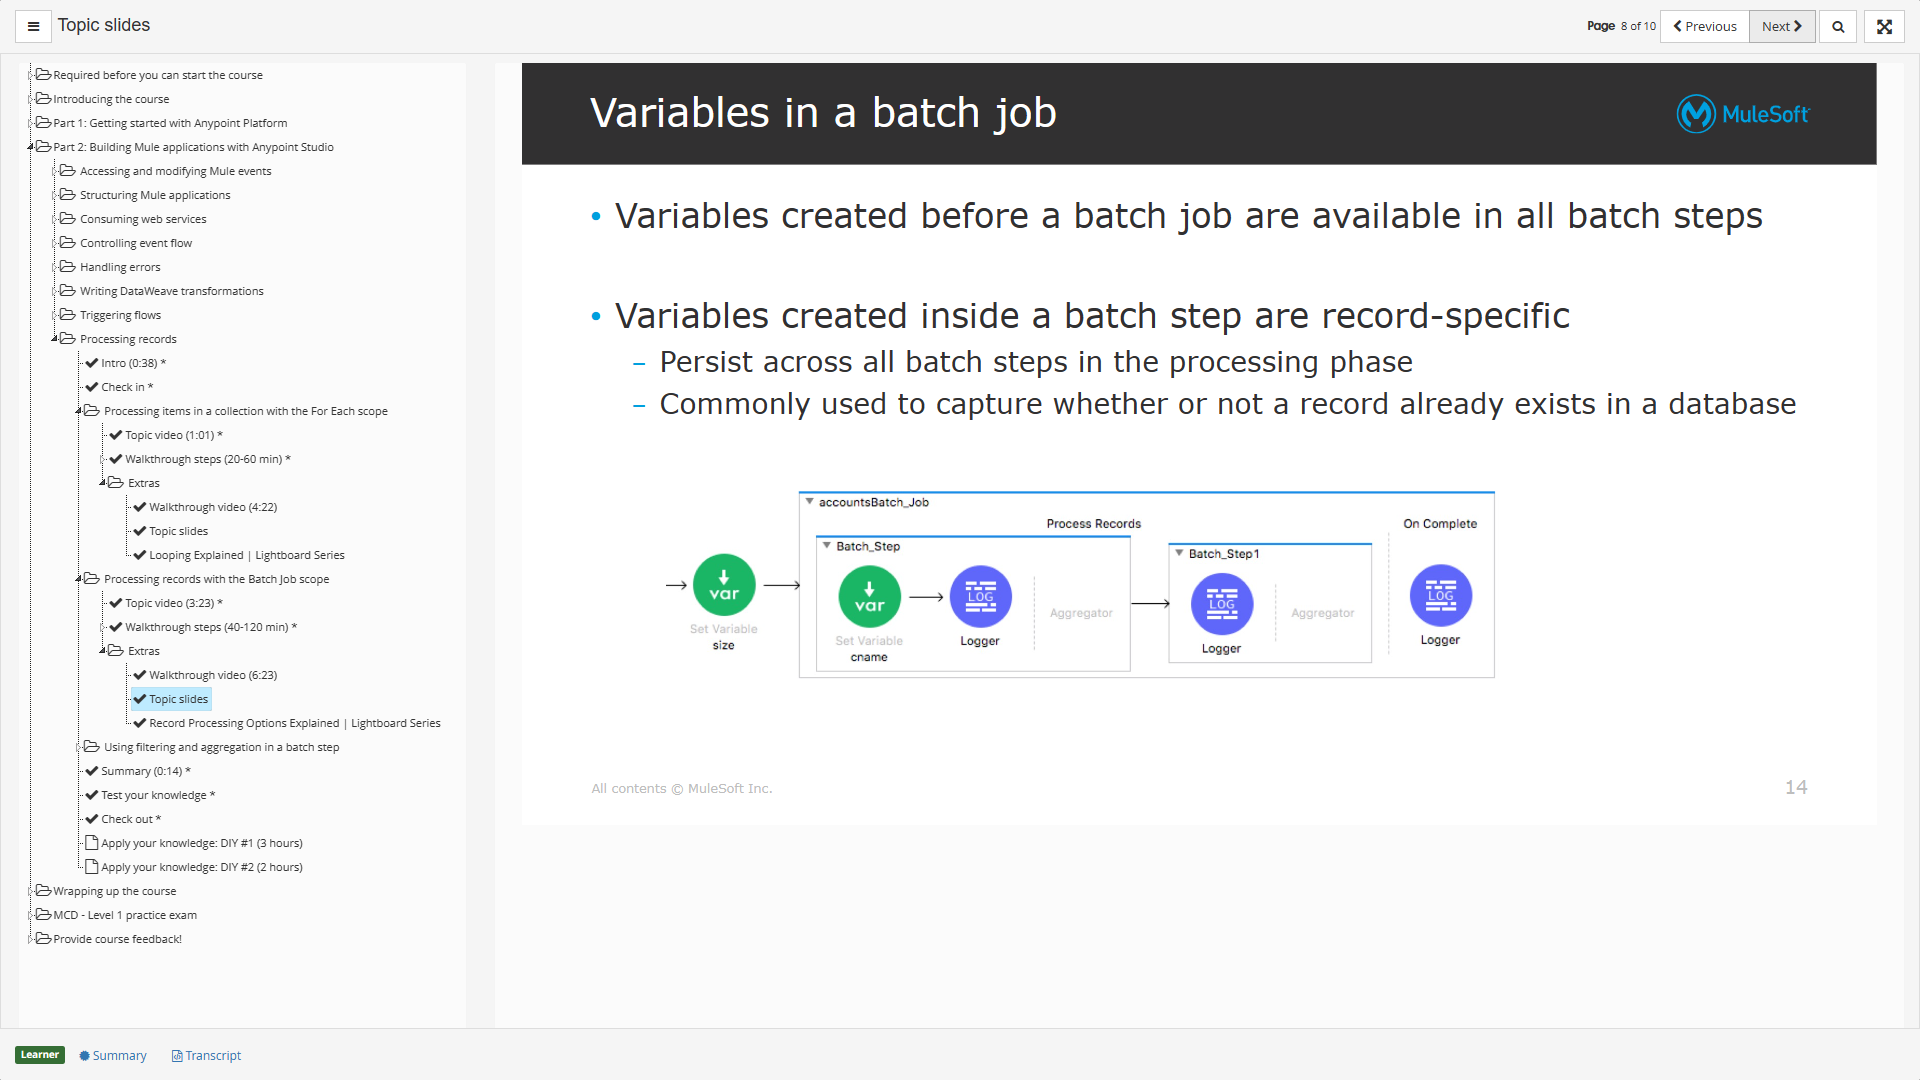 Topic slides
Page 8 of 10
Previous
Next
Required before you can start the course
Introducing the course
Part 1: Getting started with Anypoint Platform
Part 2: Building Mule applications with Anypoint Studio
Accessing and modifying Mule events
Structuring Mule applications
Consuming web services
Controlling event flow
Handling errors
Writing DataWeave transformations
Triggering flows
Processing records
Intro (0:38) *
Check in *
Processing items in a collection with the For Each scope
Topic video (1:01) *
Walkthrough steps (20-60 min) *
Extras
Walkthrough video (4:22)
Topic slides
Looping Explained | Lightboard Series
Processing records with the Batch Job scope
Topic video (3:23) *
Walkthrough steps (40-120 min) *
Extras
Walkthrough video (6:23)
Topic slides
Record Processing Options Explained | Lightboard Series
Using filtering and aggregation in a batch step
Summary (0:14) *
Test your knowledge *
Check out *
Apply your knowledge: DIY #1 (3 hours)
Apply your knowledge: DIY #2 (2 hours)
Wrapping up the course
MCD - Level 1 practice exam
Provide course feedback!
Variables in a batch job
MuleSoft
• Variables created before a batch job are available in all batch steps
• Variables created inside a batch step are record-specific
– Persist across all batch steps in the processing phase
– Commonly used to capture whether or not a record already exists in a database
accountsBatch_Job
Process Records
On Complete
Batch_Step
Batch_Step1
var
Set Variable
size
var
Set Variable
cname
LOG
Logger
Aggregator
LOG
Logger
Aggregator
LOG
Logger
All contents © MuleSoft Inc.
14
Learner
Summary
Transcript